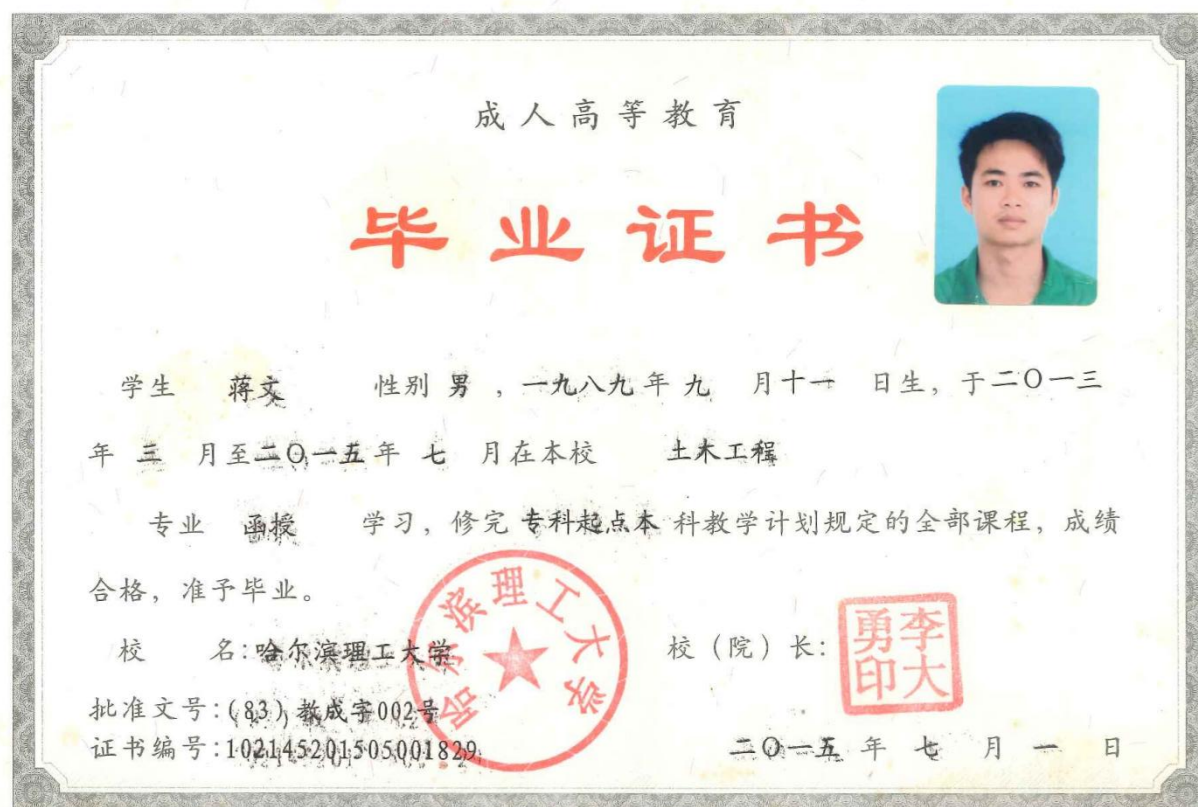 成人高等教育
毕业证书
学生 蒋文 性别 男 ，一九八九年 九 月十一 日生，于二〇一三
年 三 月至二〇一五年 七 月在本校 土木工程
专业 函授 学习，修完 专科起点本 科教学计划规定的全部课程，成绩
合格，准予毕业。
校 名：哈尔滨理工大学
哈尔滨理工大学
校（院）长：
李大勇印
批准文号：（83）教成字002号
证书编号：102145201505001829
二〇一五 年 七 月 一 日